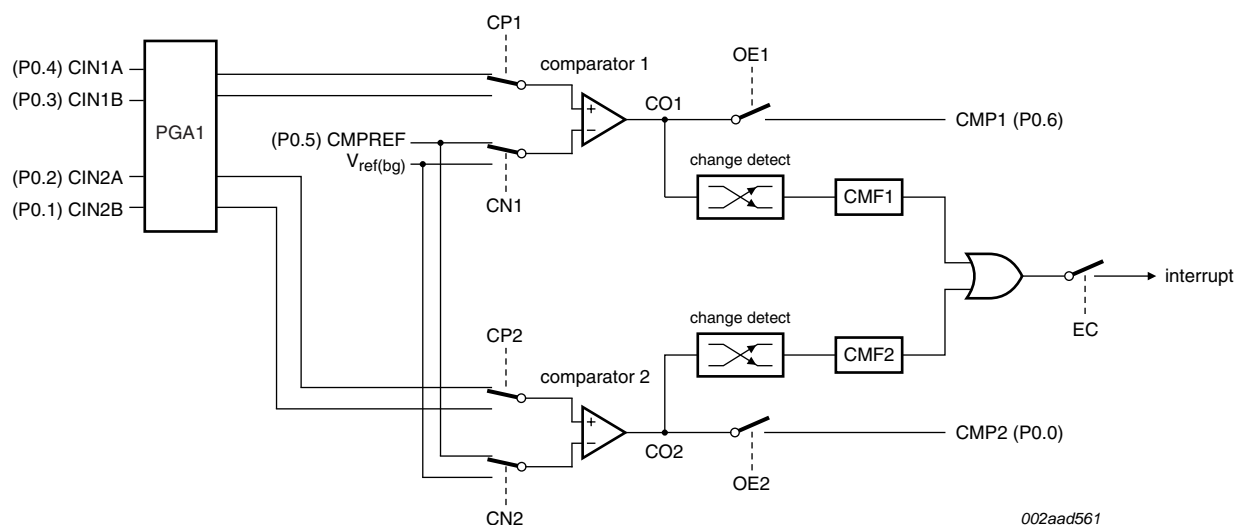 CP1
OE1
comparator 1
(P0.4) CIN1A
(P0.3) CIN1B
PGA1
CO1
CMP1 (P0.6)
(P0.5) CMPREF
Vref(bg)
change detect
(P0.2) CIN2A
(P0.1) CIN2B
CN1
CMF1
interrupt
EC
change detect
CP2
CMF2
comparator 2
CO2
CMP2 (P0.0)
OE2
CN2
002aad561
+
−
+
−